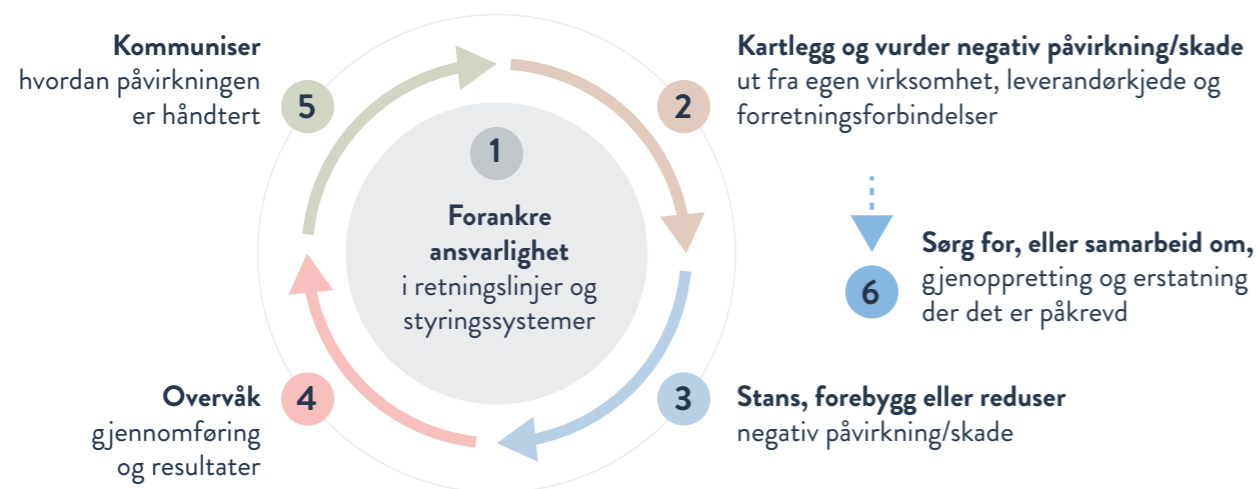 1
Forankre
ansvarlighet
i retningslinjer og
styringssystemer
2
Kartlegg og vurder negativ påvirkning/skade
ut fra egen virksomhet, leverandørkjede og
forretningsforbindelser
3
Stans, forebygg eller reduser
negativ påvirkning/skade
4
Overvåk
gjennomføring
og resultater
5
Kommuniser
hvordan påvirkningen
er håndtert
6
Sørg for, eller samarbeid om,
gjenoppretting og erstatning
der det er påkrevd